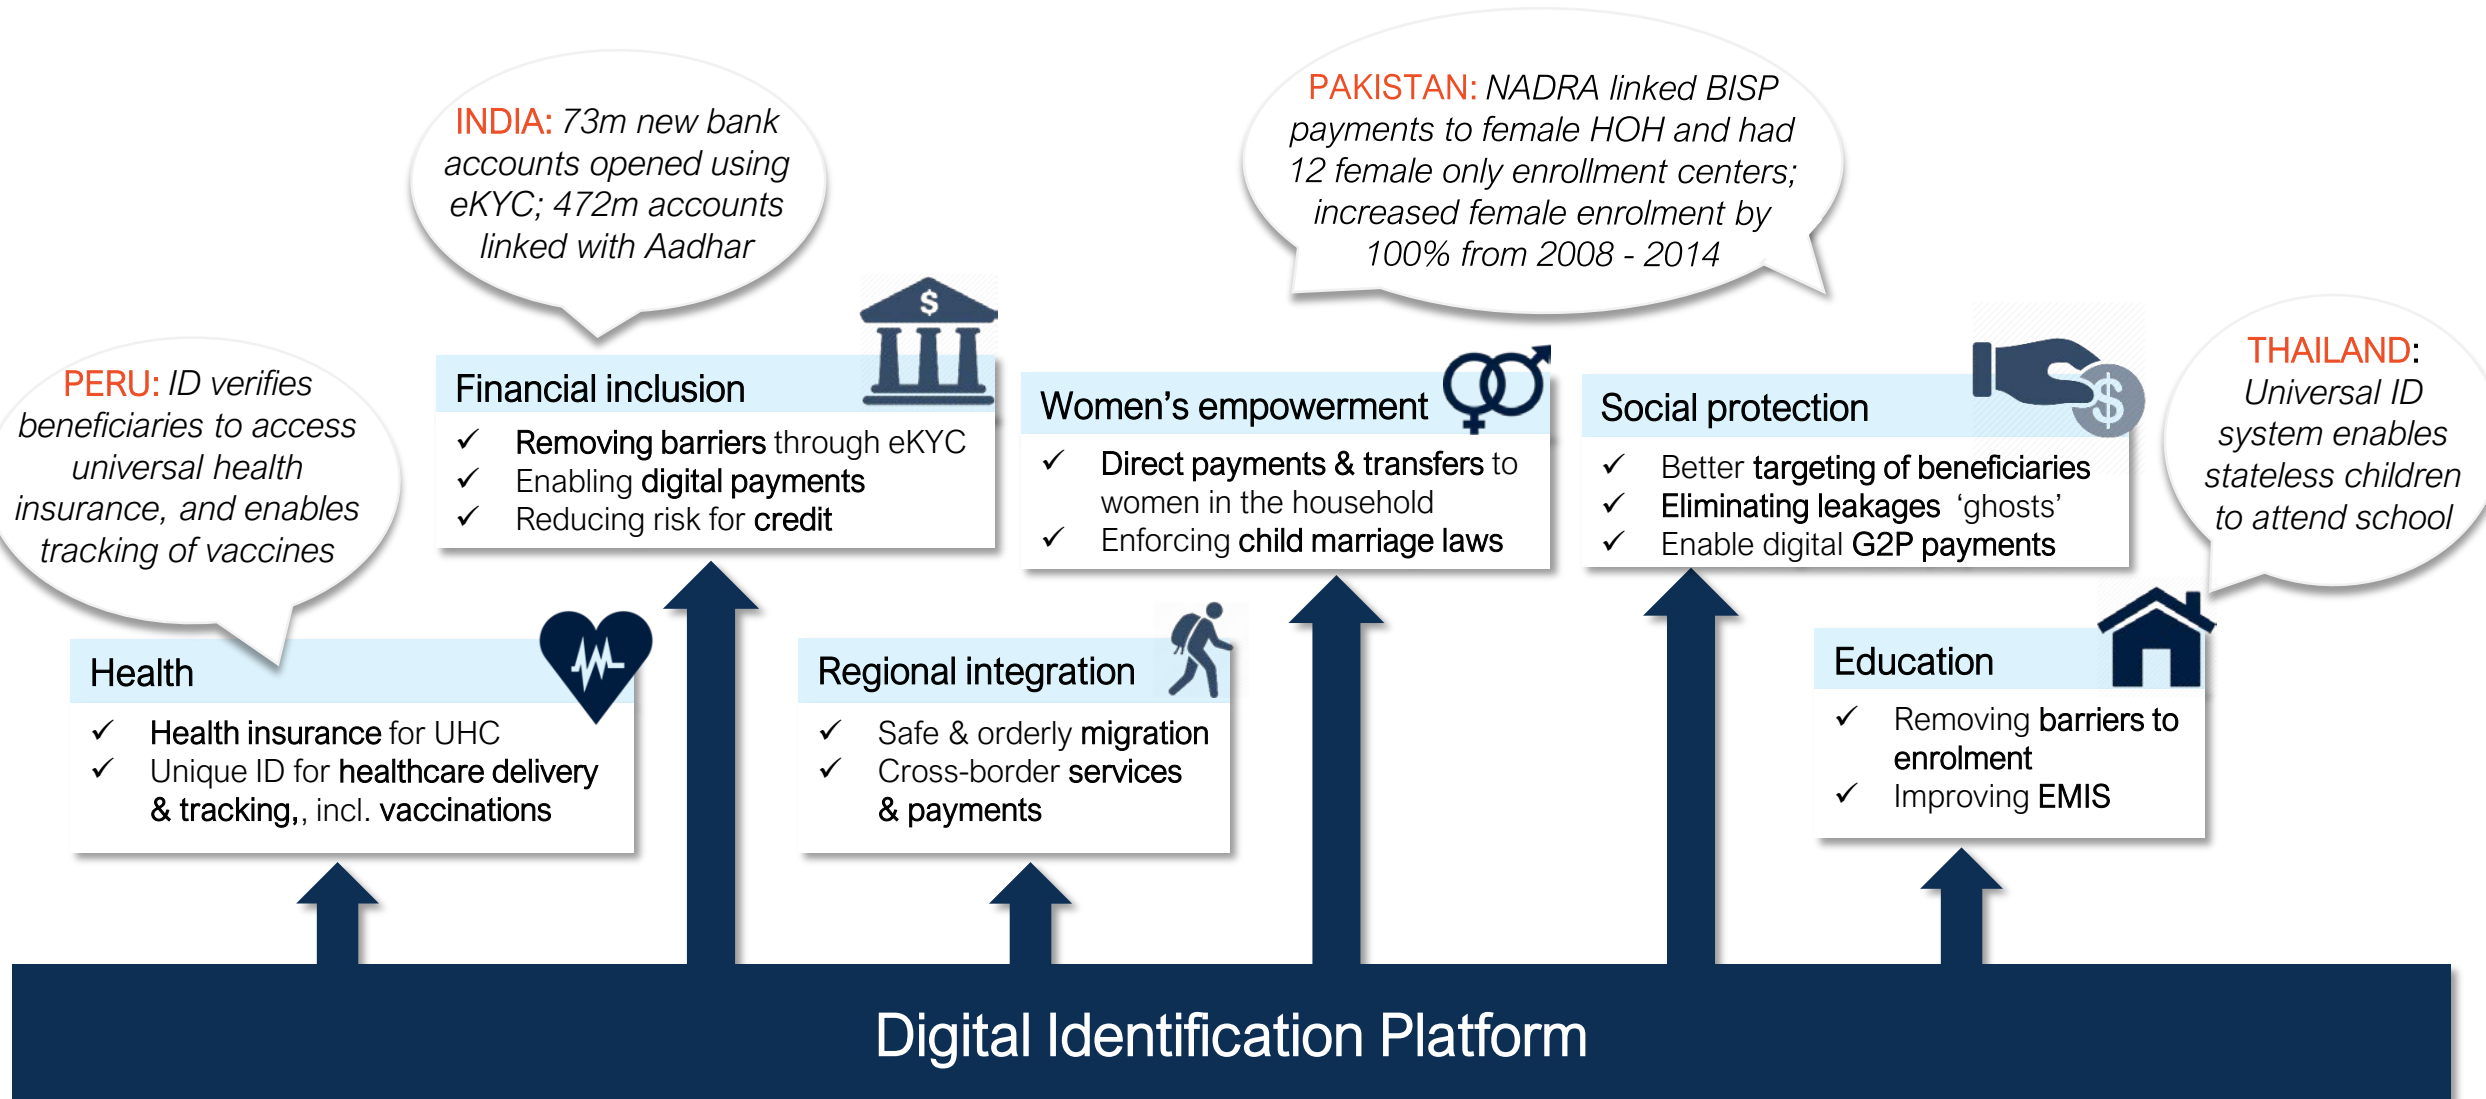 INDIA: 73m new bank
accounts opened using
eKYC; 472m accounts
linked with Aadhar
PAKISTAN: NADRA linked BISP
payments to female HOH and had
12 female only enrollment centers;
increased female enrolment by
100% from 2008 - 2014
PERU: ID verifies
beneficiaries to access
universal health
insurance, and enables
tracking of vaccines
THAILAND:
Universal ID
system enables
stateless children
to attend school
$
Financial inclusion
✓ Removing barriers through eKYC
✓ Enabling digital payments
✓ Reducing risk for credit
Women's empowerment
✓ Direct payments & transfers to
women in the household
✓ Enforcing child marriage laws
$
Social protection
✓ Better targeting of beneficiaries
✓ Eliminating leakages 'ghosts'
✓ Enable digital G2P payments
Health
✓ Health insurance for UHC
✓ Unique ID for healthcare delivery
& tracking,, incl. vaccinations
Regional integration
✓ Safe & orderly migration
✓ Cross-border services
& payments
Education
✓ Removing barriers to
enrolment
✓ Improving EMIS
Digital Identification Platform